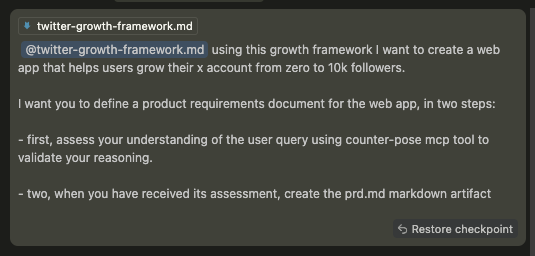 twitter-growth-framework.md
@twitter-growth-framework.md using this growth framework I want to create a web
app that helps users grow their x account from zero to 10k followers.
I want you to define a product requirements document for the web app, in two steps:
- first, assess your understanding of the user query using counter-pose mcp tool to
validate your reasoning.
- two, when you have received its assessment, create the prd.md markdown artifact
Restore checkpoint